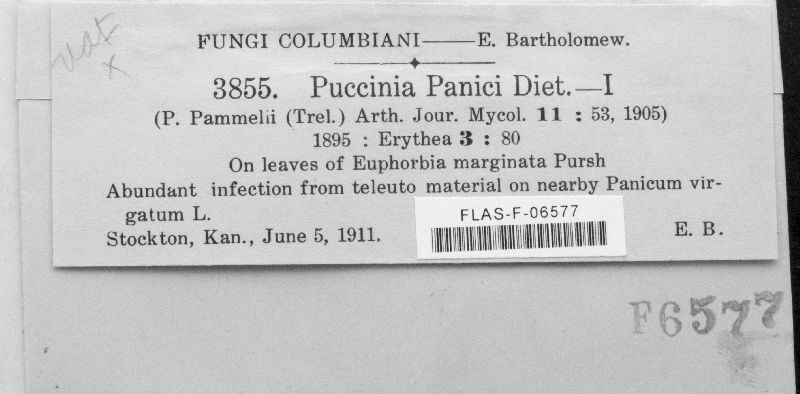 FUNGI COLUMBIANI—E. Bartholomew.
3855. Puccinia Panici Diet.—I
(P. Pammelii (Trel.) Arth. Jour. Mycol. 11 : 53, 1905)
1895 : Erythea 3 : 80
On leaves of Euphorbia marginata Pursh
Abundant infection from teleuto material on nearby Panicum vir-
gatum L.
Stockton, Kan., June 5, 1911.
E. B.
FLAS-F-06577
F6577